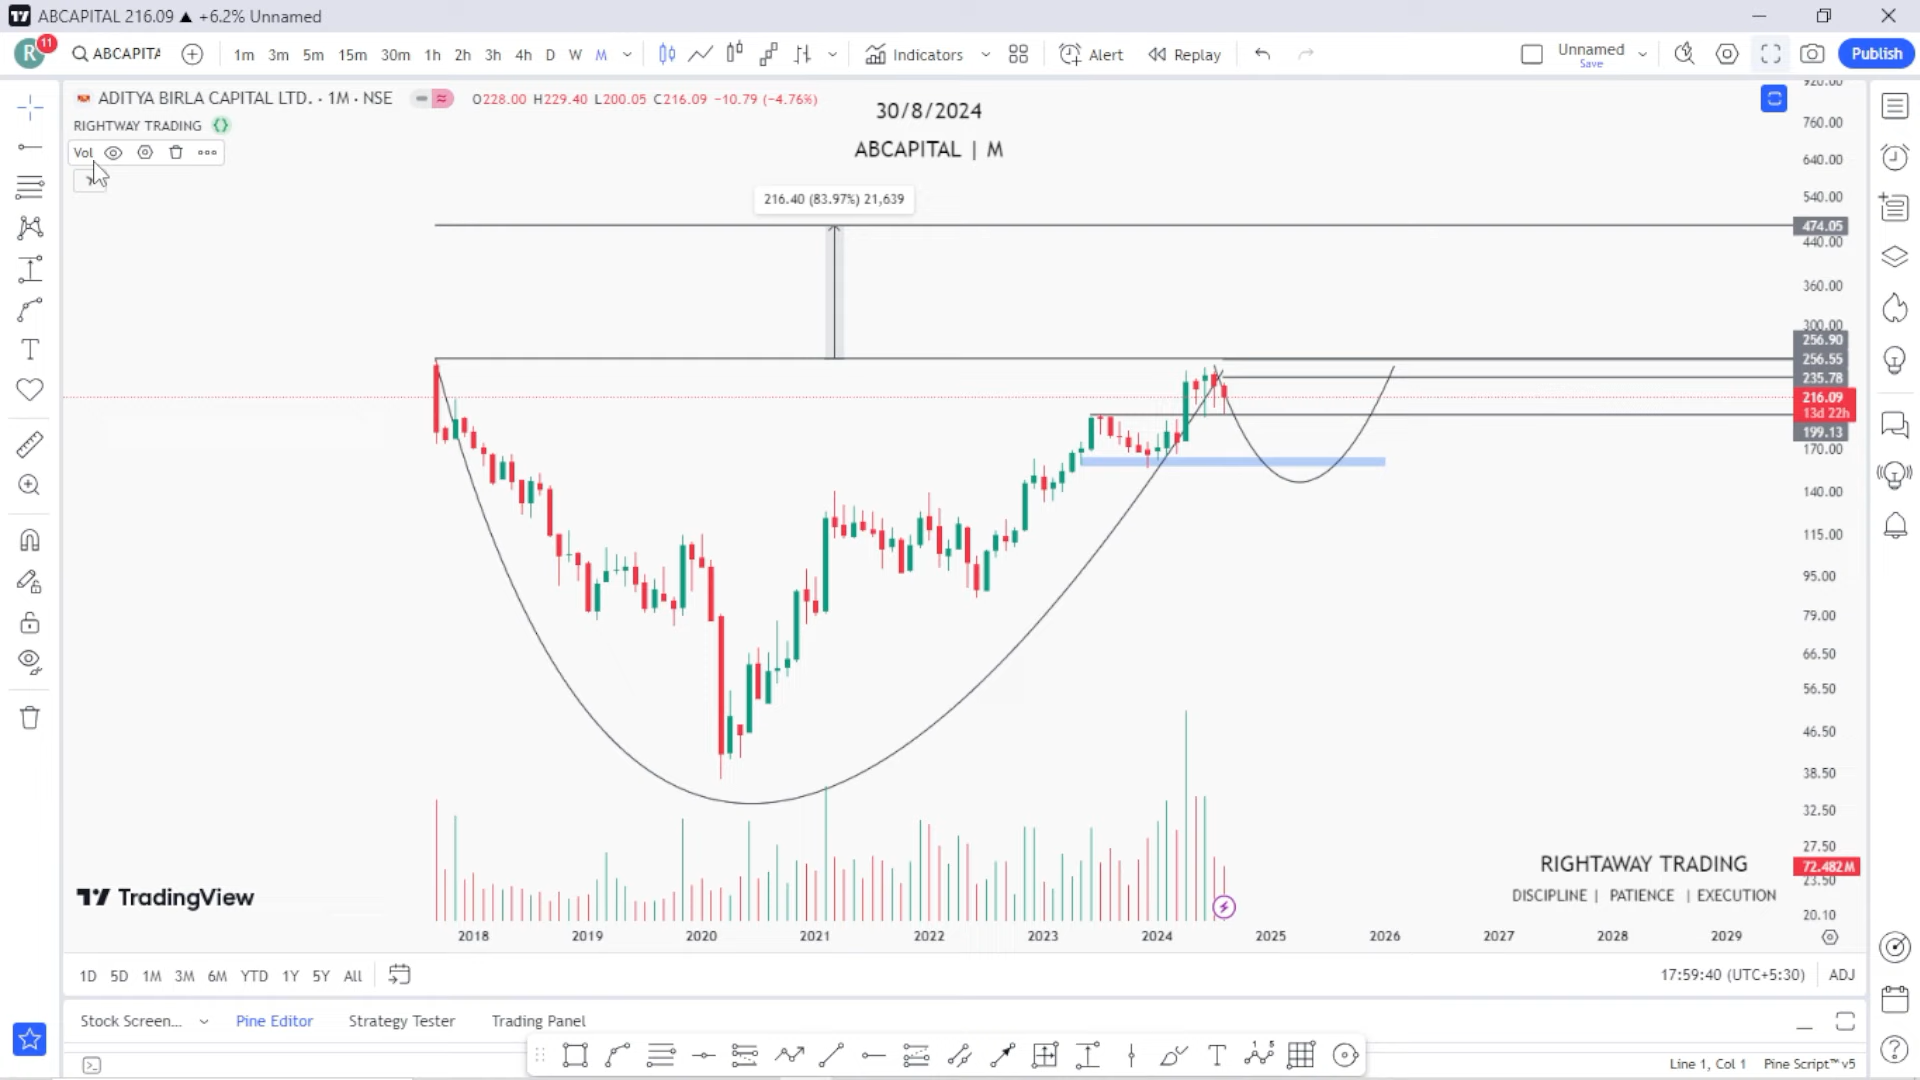 ABCAPITAL 216.09 ▲ +6.2% Unnamed
R 11 ABCAPITA 1m 3m 5m 15m 30m 1h 2h 3h 4h D W M Indicators Alert Replay Unnamed Save Publish
ADITYA BIRLA CAPITAL LTD. · 1M · NSE O228.00 H229.40 L200.05 C216.09 −10.79 (−4.76%)
RIGHTWAY TRADING
Vol
30/8/2024
ABCAPITAL | M
216.40 (83.97%) 21,639
920.00
760.00
640.00
540.00
474.05
440.00
360.00
300.00
256.90
256.55
235.78
216.09
13d 22h
199.13
170.00
140.00
115.00
95.00
79.00
66.50
56.50
46.50
38.50
32.50
27.50
72.482M
23.50
20.10
RIGHTAWAY TRADING
DISCIPLINE | PATIENCE | EXECUTION
TradingView
2018 2019 2020 2021 2022 2023 2024 2025 2026 2027 2028 2029
1D 5D 1M 3M 6M YTD 1Y 5Y All 17:59:40 (UTC+5:30) ADJ
Stock Screen... Pine Editor Strategy Tester Trading Panel
Line 1, Col 1 Pine Script™ v5